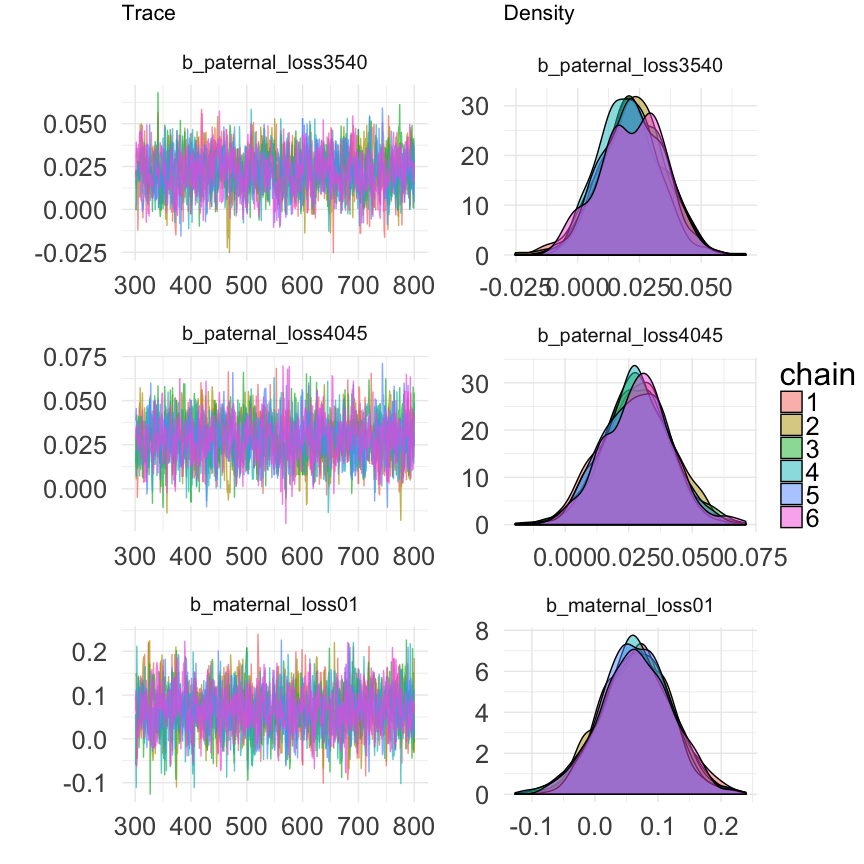 Trace
Density
b_paternal_loss3540
0.050
0.025
0.000
-0.025
300 400 500 600 700 800
b_paternal_loss3540
30
20
10
0
-0.025 0.000 0.025 0.050
b_paternal_loss4045
0.075
0.050
0.025
0.000
300 400 500 600 700 800
b_paternal_loss4045
30
20
10
0
0.000 0.025 0.050 0.075
chain
1
2
3
4
5
6
b_maternal_loss01
0.2
0.1
0.0
-0.1
300 400 500 600 700 800
b_maternal_loss01
8
6
4
2
0
-0.1 0.0 0.1 0.2